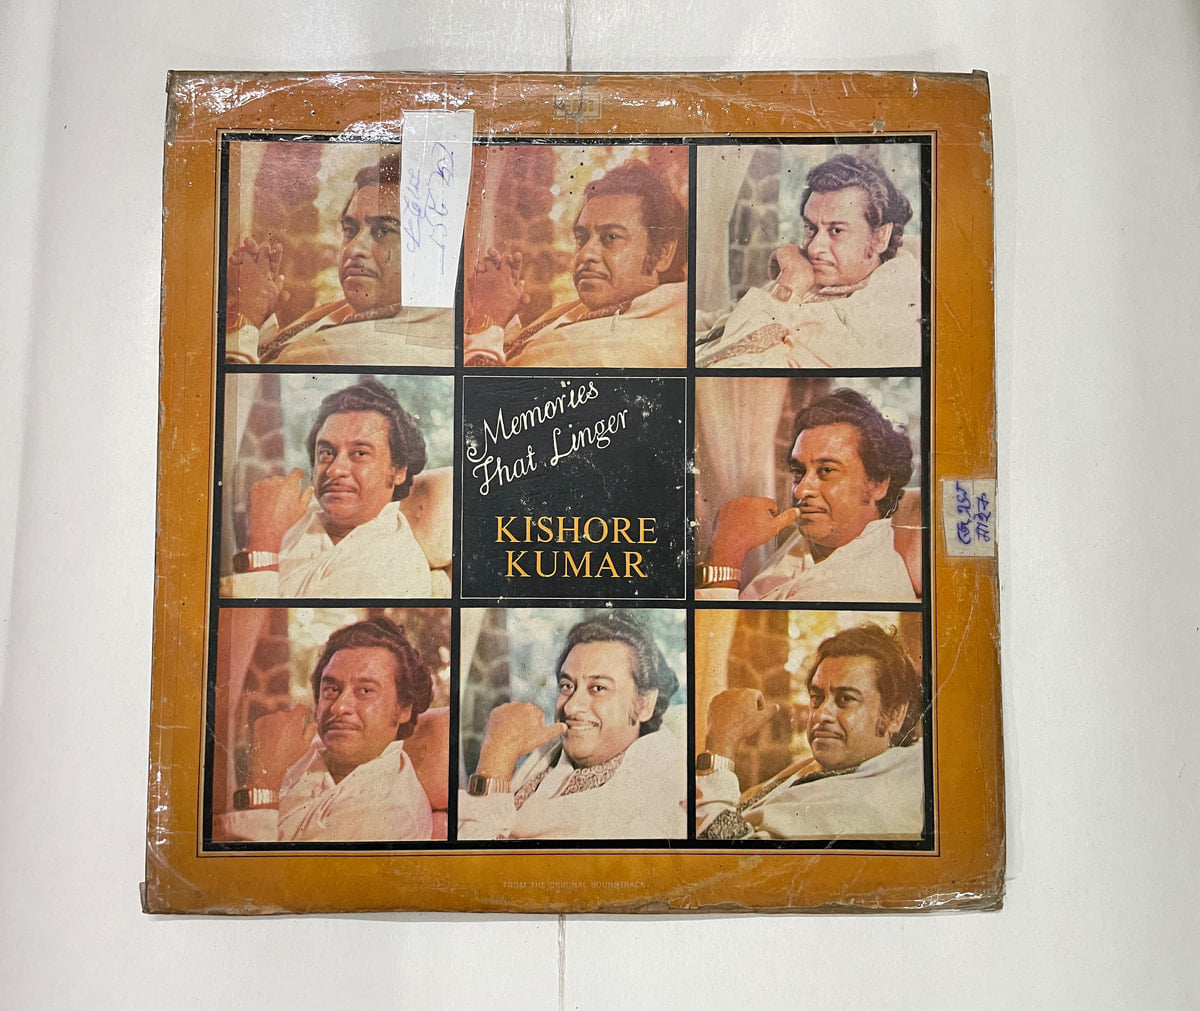 Memories
That Linger
KISHORE
KUMAR
FROM THE ORIGINAL SOUNDTRACK